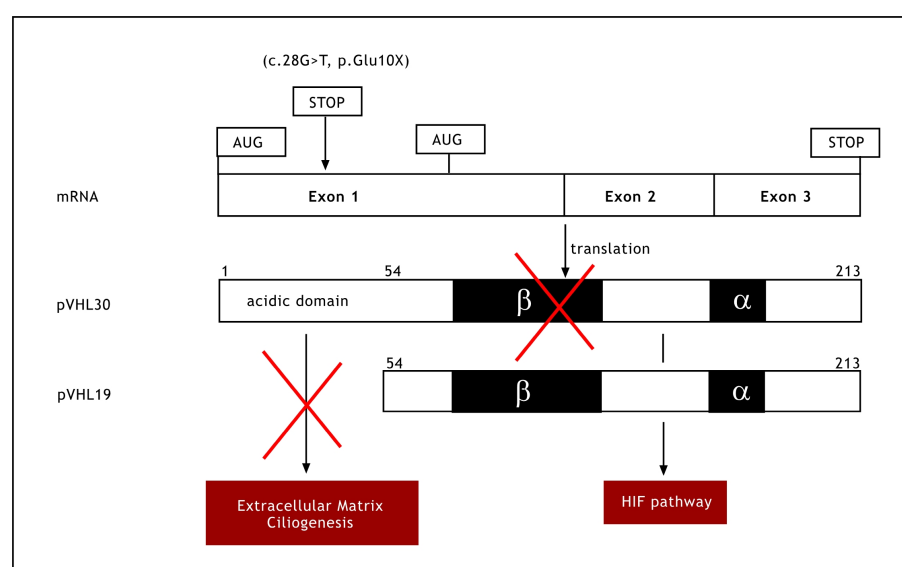 (c.28G>T, p.Glu10X)
STOP
AUG
AUG
STOP
mRNA
Exon 1
Exon 2
Exon 3
translation
1
54
213
pVHL30
acidic domain
β
α
54
213
pVHL19
β
α
Extracellular Matrix
Ciliogenesis
HIF pathway